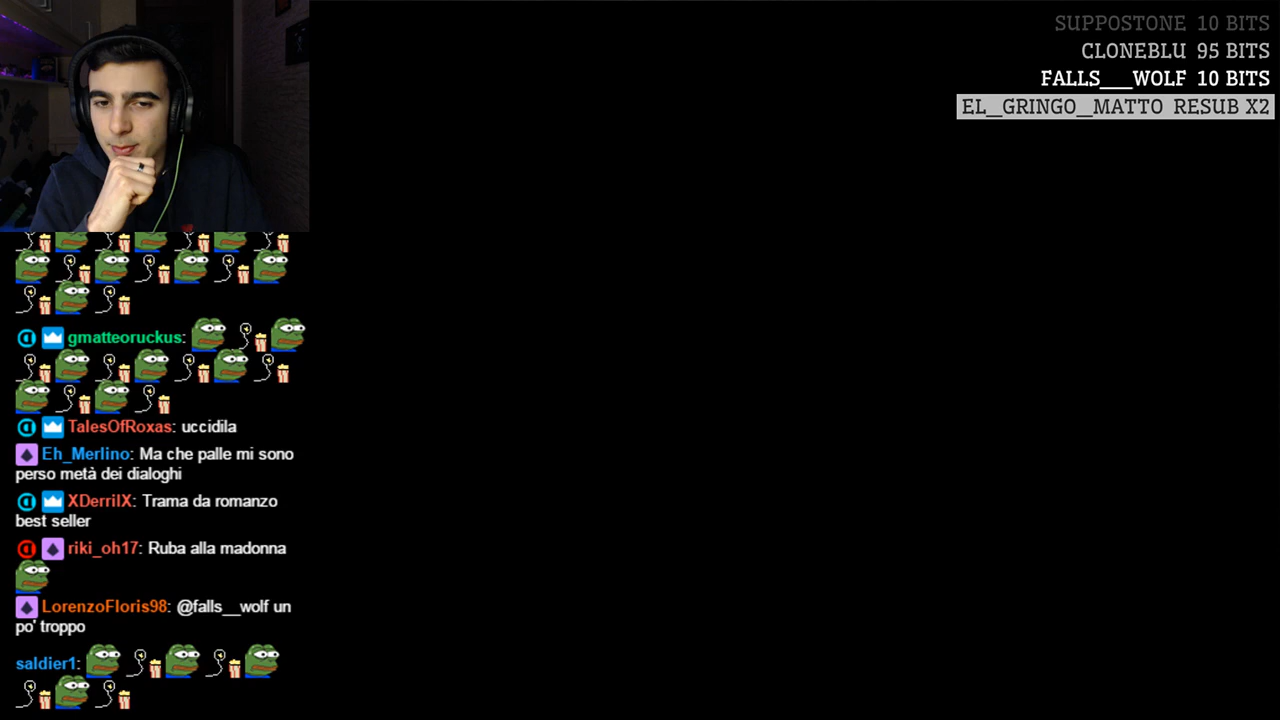 SUPPOSTONE 10 BITS
CLONEBLU 95 BITS
FALLS__WOLF 10 BITS
EL_GRINGO_MATTO RESUB X2
gmatteoruckus:
TalesOfRoxas: uccidila
Eh_Merlino: Ma che palle mi sono
perso metà dei dialoghi
XDerrilX: Trama da romanzo
best seller
riki_oh17: Ruba alla madonna
LorenzoFloris98: @falls__wolf un
po' troppo
saldier1: